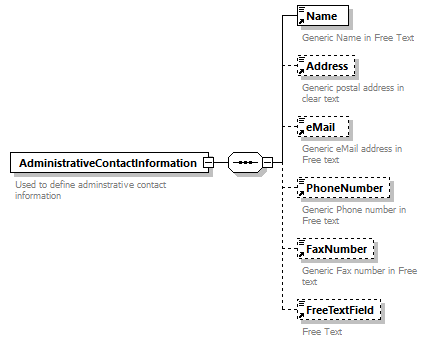 Name
Generic Name in Free Text
Address
Generic postal address in
clear text
eMail
Generic eMail address in
Free text
AdministrativeContactInformation
Used to define adminstrative contact
information
PhoneNumber
Generic Phone number in
Free text
FaxNumber
Generic Fax number in Free
text
FreeTextField
Free Text